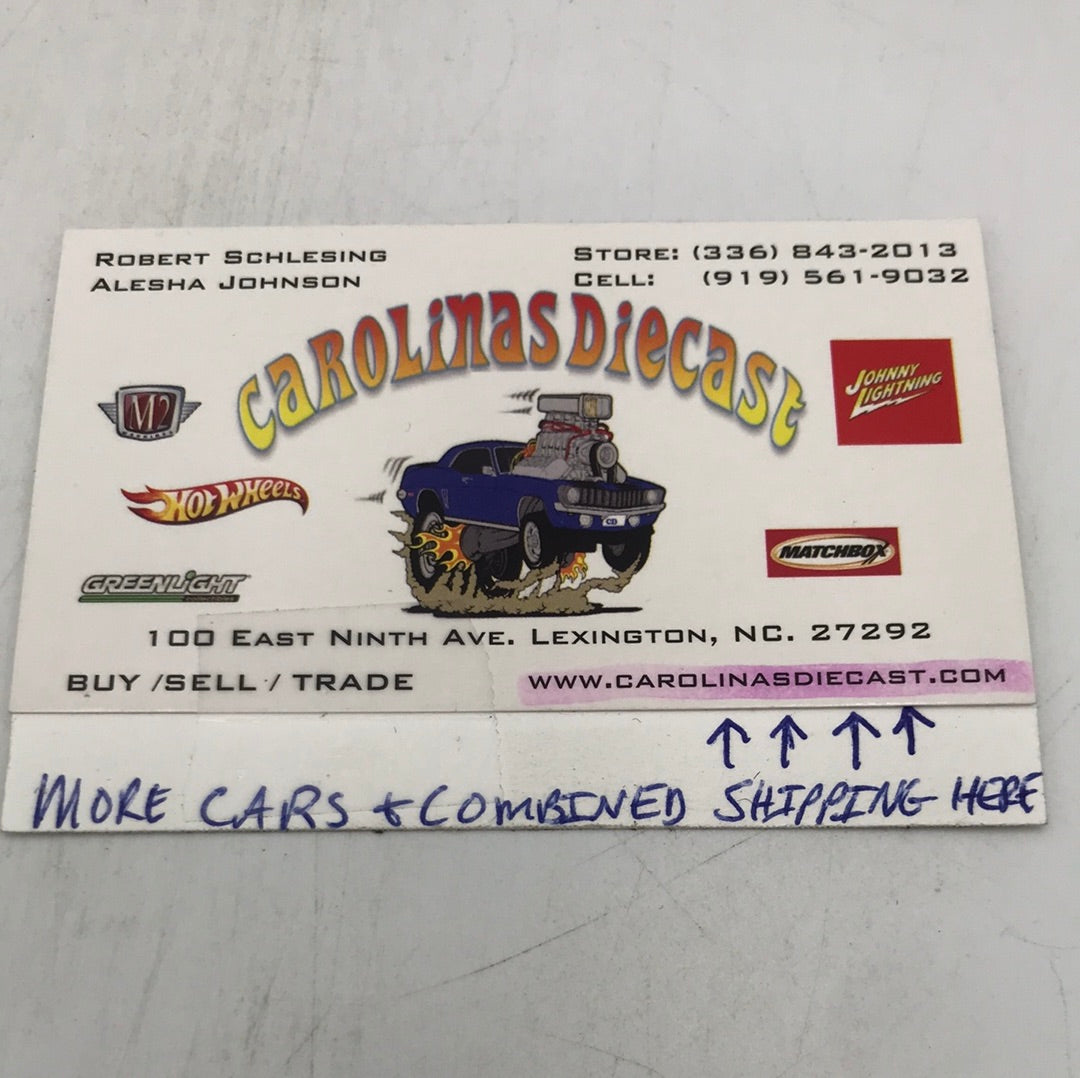 ROBERT SCHLESING
ALESHA JOHNSON
STORE: (336) 843-2013
CELL: (919) 561-9032
CAROLINAS DIECAST
M2
JOHNNY
LIGHTNING
HOT WHEELS
MATCHBOX
GREENLIGHT
CD
100 EAST NINTH AVE. LEXINGTON, NC. 27292
BUY / SELL / TRADE
WWW.CAROLINASDIECAST.COM
↑ ↑ ↑ ↑
MORE CARS + COMBINED SHIPPING HERE